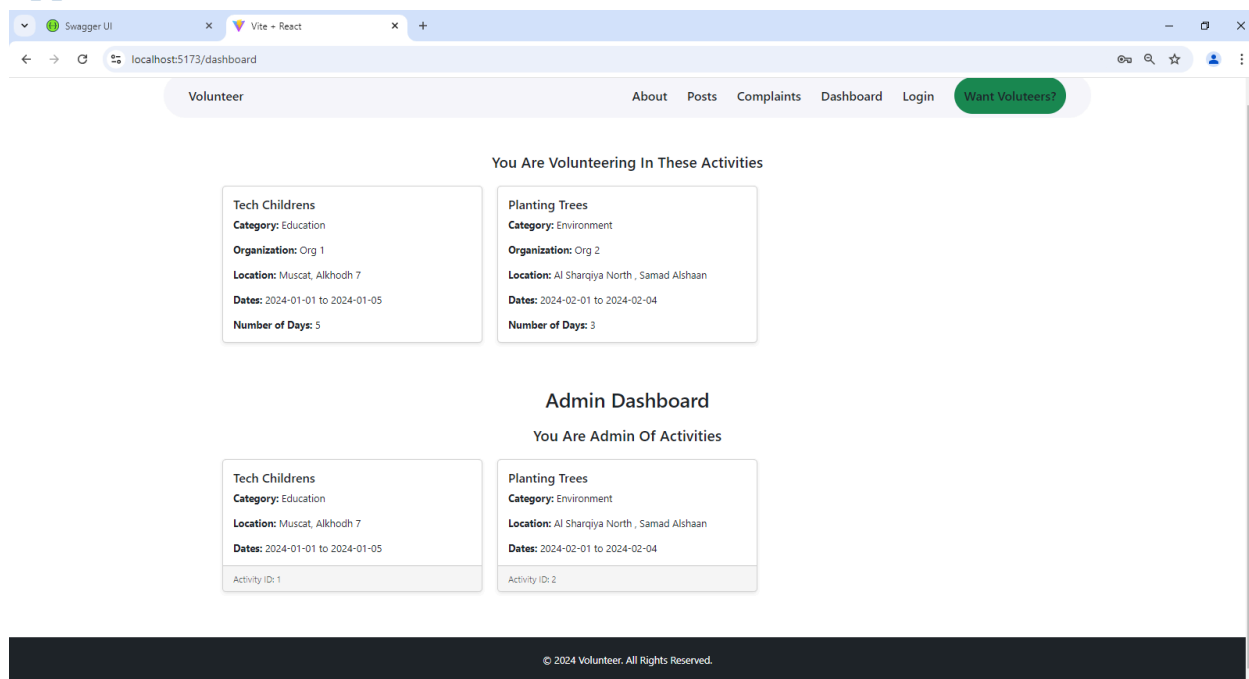 Swagger UI
Vite + React
localhost:5173/dashboard
Volunteer About Posts Complaints Dashboard Login Want Voluteers?
You Are Volunteering In These Activities
Tech Childrens
Category: Education
Organization: Org 1
Location: Muscat, Alkhodh 7
Dates: 2024-01-01 to 2024-01-05
Number of Days: 5
Planting Trees
Category: Environment
Organization: Org 2
Location: Al Sharqiya North , Samad Alshaan
Dates: 2024-02-01 to 2024-02-04
Number of Days: 3
Admin Dashboard
You Are Admin Of Activities
Tech Childrens
Category: Education
Location: Muscat, Alkhodh 7
Dates: 2024-01-01 to 2024-01-05
Activity ID: 1
Planting Trees
Category: Environment
Location: Al Sharqiya North , Samad Alshaan
Dates: 2024-02-01 to 2024-02-04
Activity ID: 2
© 2024 Volunteer. All Rights Reserved.